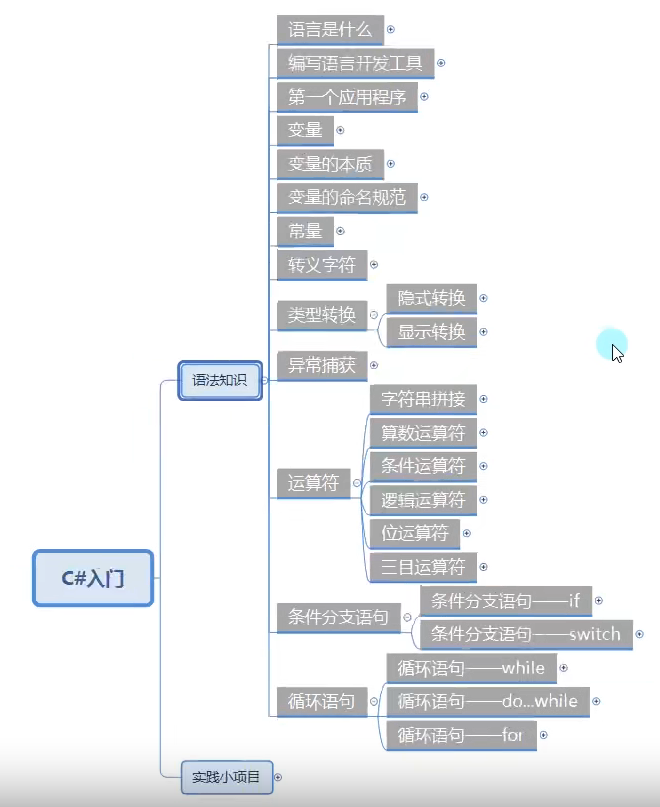 语言是什么
编写语言开发工具
第一个应用程序
变量
变量的本质
变量的命名规范
常量
转义字符
类型转换
隐式转换
显示转换
异常捕获
语法知识
运算符
字符串拼接
算数运算符
条件运算符
逻辑运算符
位运算符
三目运算符
C#入门
条件分支语句
条件分支语句——if
条件分支语句——switch
循环语句
循环语句——while
循环语句——do...while
循环语句——for
实践小项目